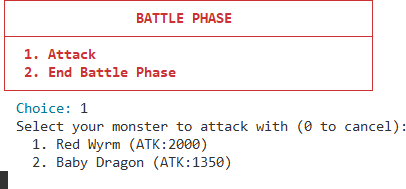 BATTLE PHASE
1. Attack
2. End Battle Phase
Choice: 1
Select your monster to attack with (0 to cancel):
1. Red Wyrm (ATK:2000)
2. Baby Dragon (ATK:1350)